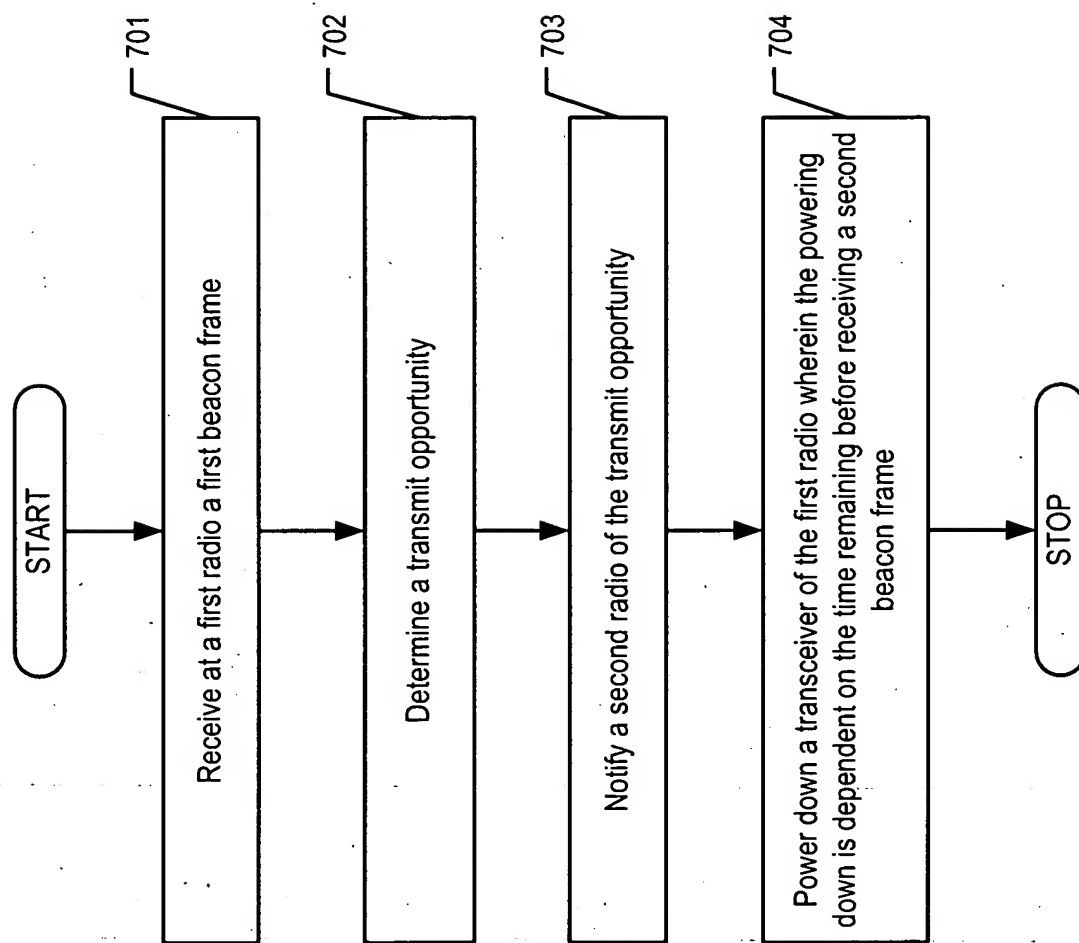 START
701
Receive at a first radio a first beacon frame
702
Determine a transmit opportunity
703
Notify a second radio of the transmit opportunity
704
Power down a transceiver of the first radio wherein the powering
down is dependent on the time remaining before receiving a second
beacon frame
STOP